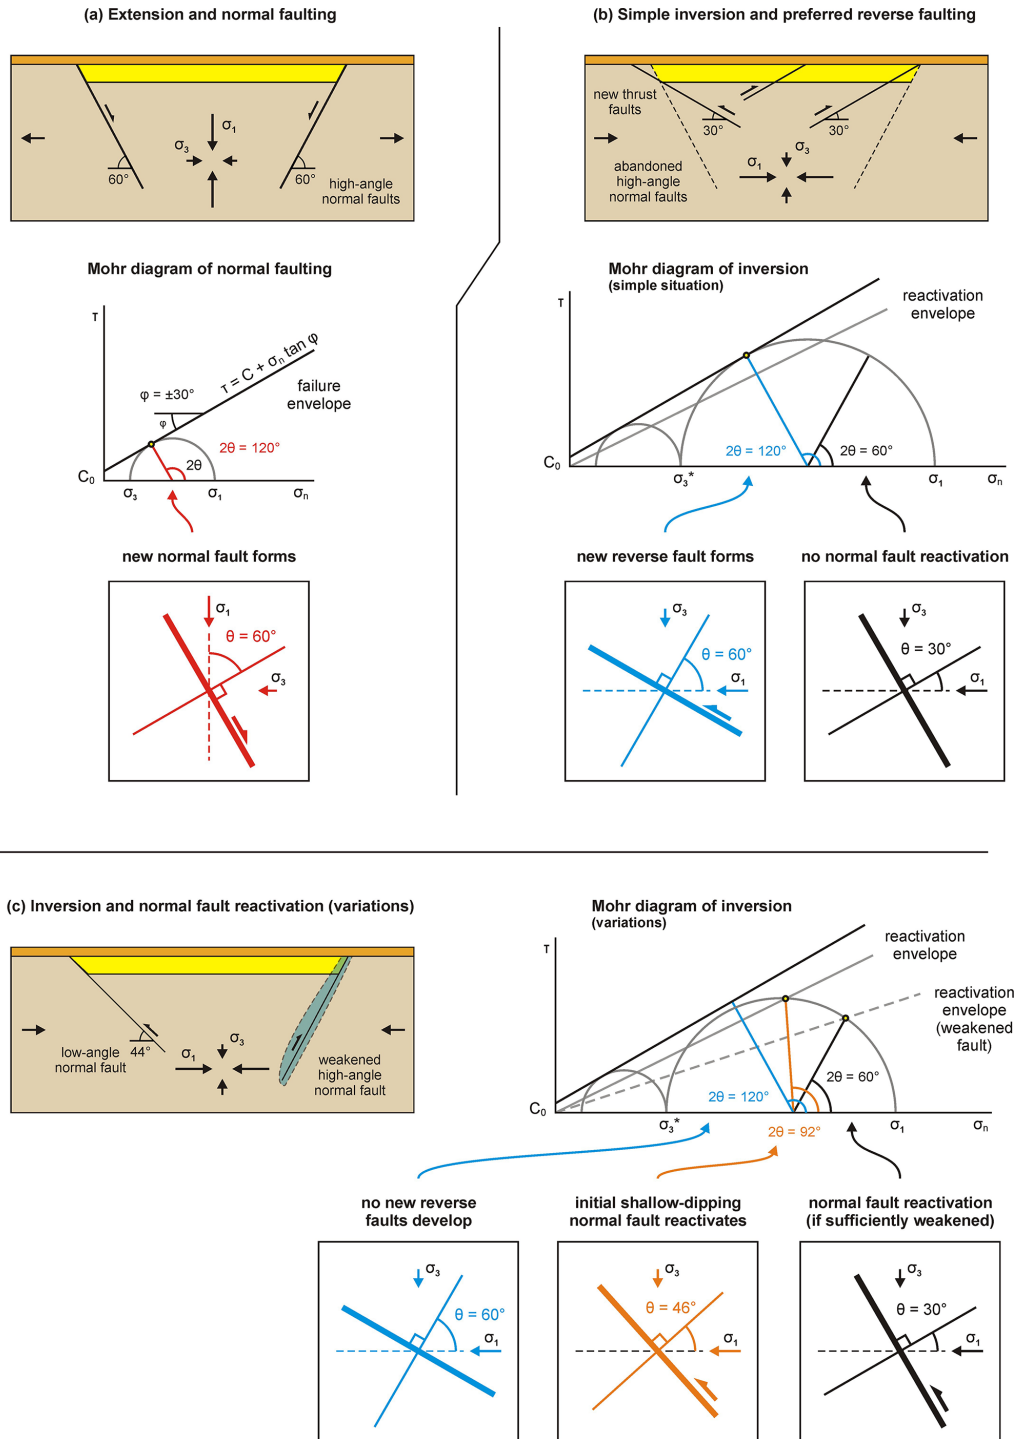 (a) Extension and normal faulting
σ1
σ3
60°
60°
high-angle
normal faults
Mohr diagram of normal faulting
τ
τ = C + σn tan φ
φ = ±30°
φ
failure
envelope
2θ = 120°
2θ
C0
σ3
σ1
σn
new normal fault forms
σ1
θ = 60°
σ3
(b) Simple inversion and preferred reverse faulting
new thrust
faults
30°
30°
σ3
σ1
abandoned
high-angle
normal faults
Mohr diagram of inversion
(simple situation)
τ
reactivation
envelope
2θ = 120°
2θ = 60°
C0
σ3*
σ1
σn
new reverse fault forms
no normal fault reactivation
σ3
θ = 60°
σ1
σ3
θ = 30°
σ1
(c) Inversion and normal fault reactivation (variations)
44°
low-angle
normal fault
σ3
σ1
weakened
high-angle
normal fault
Mohr diagram of inversion
(variations)
τ
reactivation
envelope
reactivation
envelope
(weakened
fault)
2θ = 120°
2θ = 60°
C0
σ3*
2θ = 92°
σ1
σn
no new reverse
faults develop
initial shallow-dipping
normal fault reactivates
normal fault reactivation
(if sufficiently weakened)
σ3
θ = 60°
σ1
σ3
θ = 46°
σ1
σ3
θ = 30°
σ1